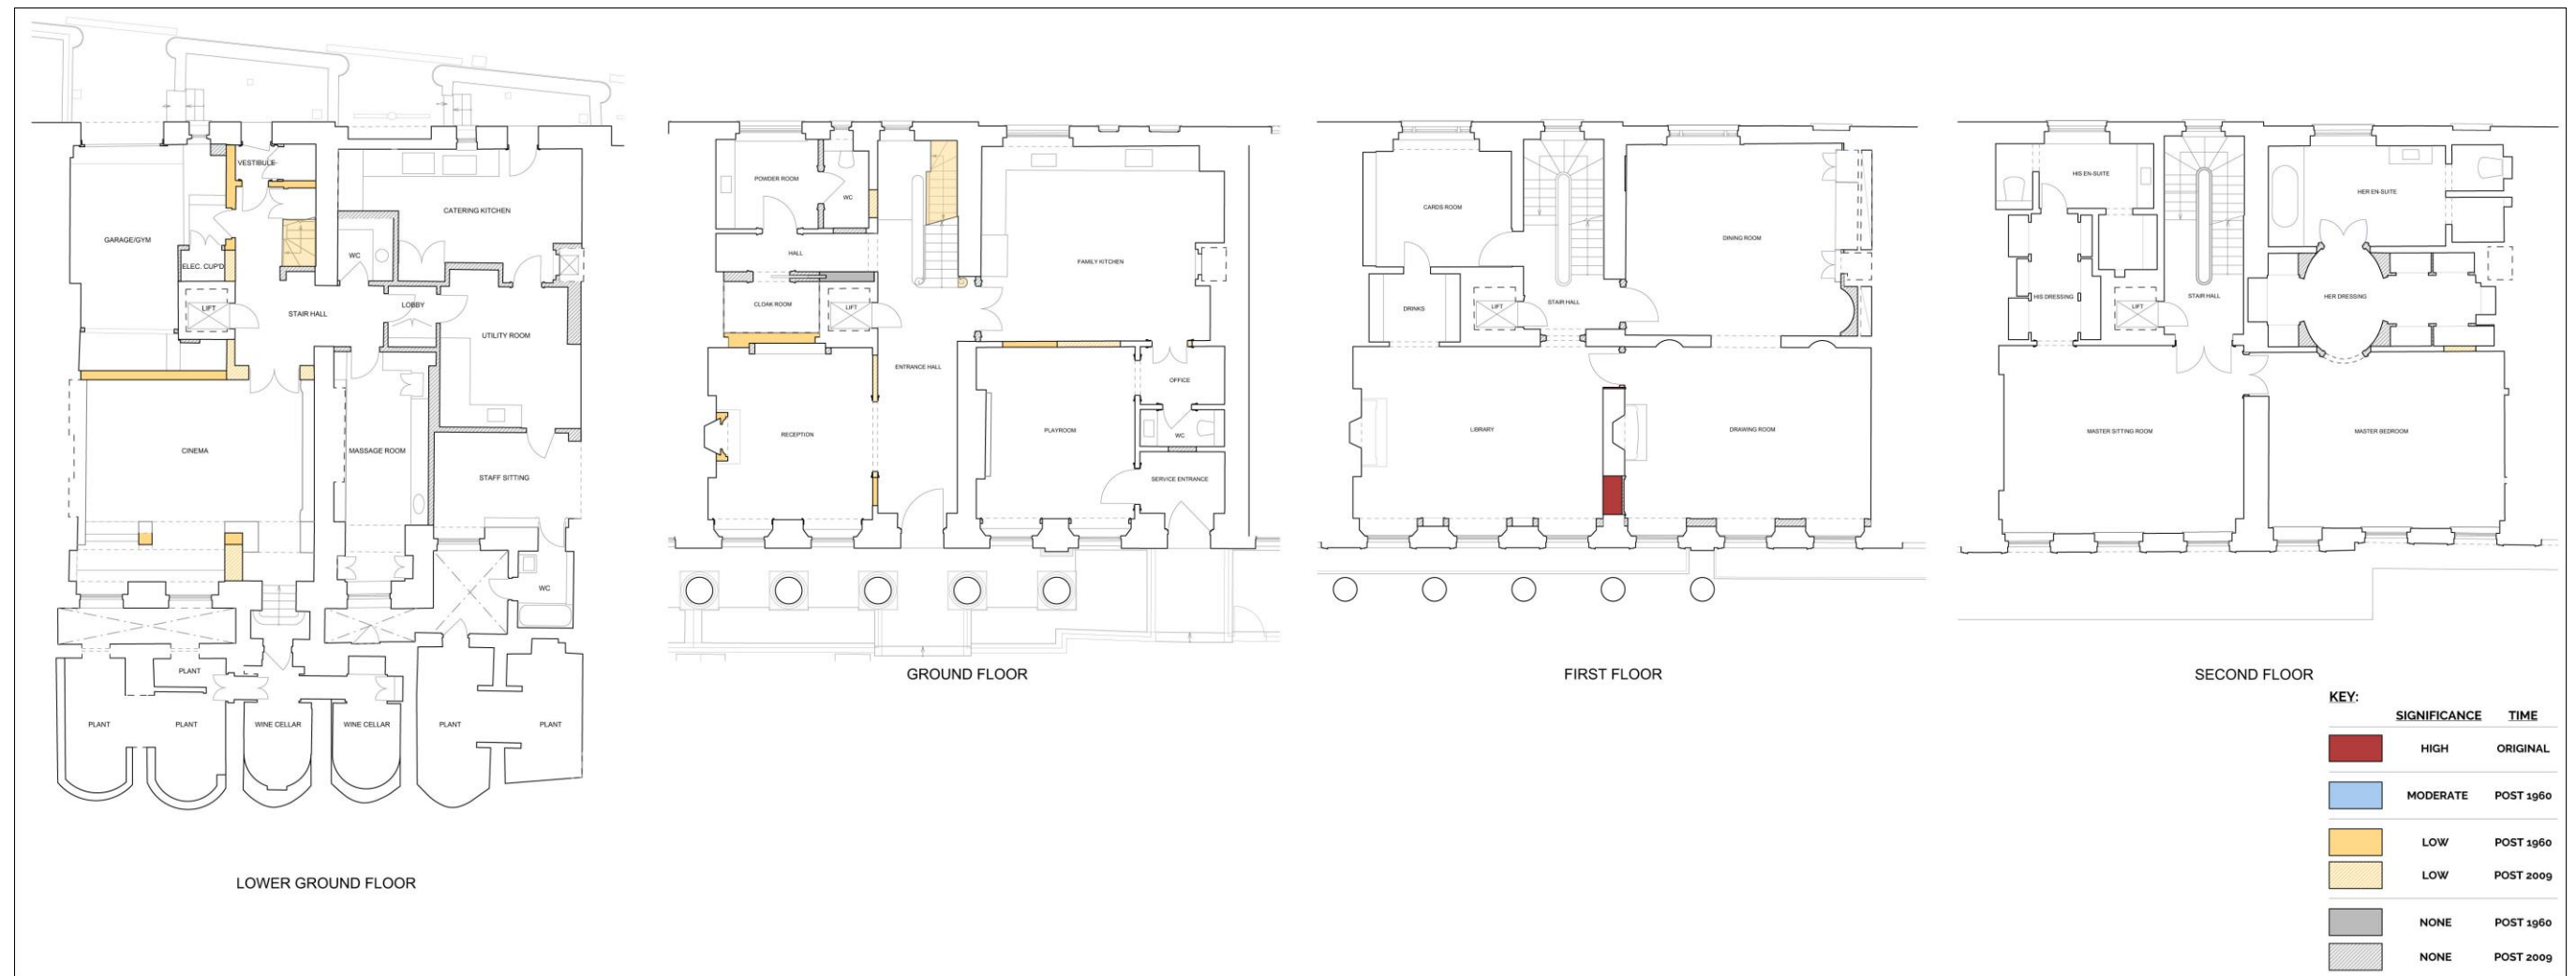 VESTIBULE
GARAGE/GYM
CATERING KITCHEN
WC
ELEC. CUP'D
LIFT
STAIR HALL
LOBBY
UTILITY ROOM
CINEMA
MASSAGE ROOM
STAFF SITTING
WC
PLANT
PLANT
PLANT
WINE CELLAR
WINE CELLAR
PLANT
PLANT
LOWER GROUND FLOOR
POWDER ROOM
WC
HALL
FAMILY KITCHEN
CLOAK ROOM
LIFT
ENTRANCE HALL
OFFICE
RECEPTION
PLAYROOM
WC
SERVICE ENTRANCE
GROUND FLOOR
CARDS ROOM
DINING ROOM
DRINKS
LIFT
STAIR HALL
LIBRARY
DRAWING ROOM
FIRST FLOOR
HIS EN-SUITE
HER EN-SUITE
HIS DRESSING
LIFT
STAIR HALL
HER DRESSING
MASTER SITTING ROOM
MASTER BEDROOM
SECOND FLOOR
KEY:
SIGNIFICANCE TIME
HIGH ORIGINAL
MODERATE POST 1960
LOW POST 1960
LOW POST 2009
NONE POST 1960
NONE POST 2009